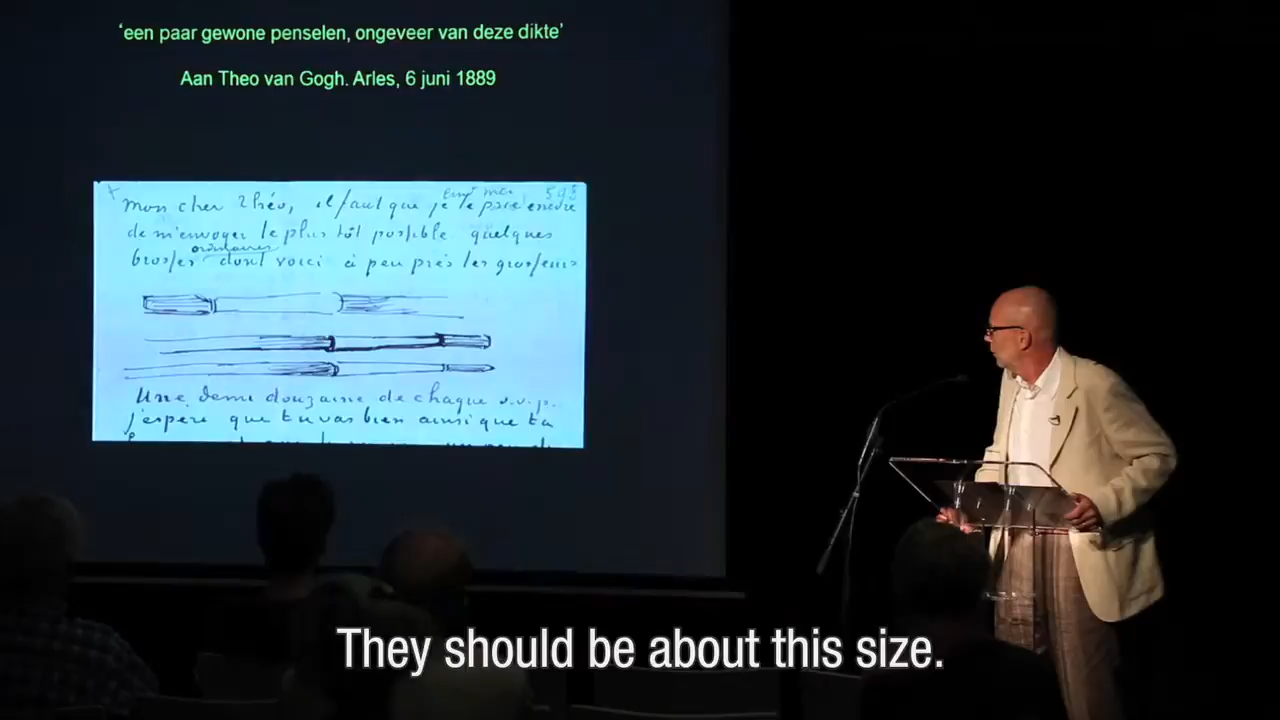 ‘een paar gewone penselen, ongeveer van deze dikte’
Aan Theo van Gogh. Arles, 6 juni 1889
Mon cher Théo, il faut que je te prie encore
de m'envoyer le plus tôt possible quelques
ordinaires
brosses dont voici à peu près les grosseurs
Une demi douzaine de chaque s.v.p.
j'espère que tu vas bien ainsi que ta
They should be about this size.